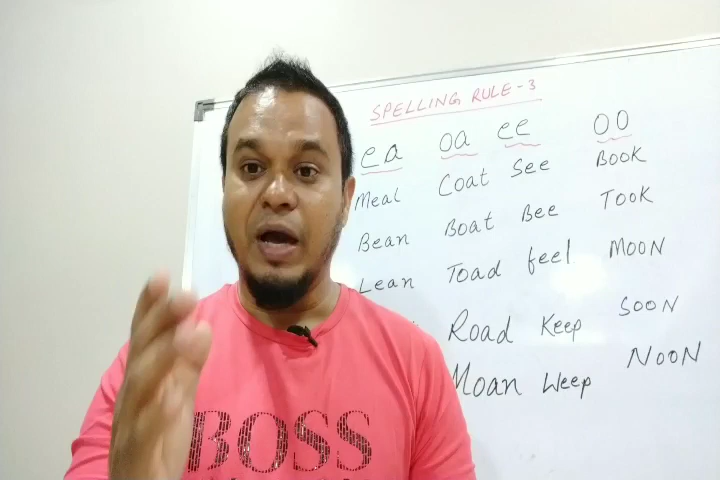 SPELLING RULE-3
ea oa ee OO
Meal Coat See BOOK
Bean Boat Bee TOOK
Lean Toad feel MOON
Road Keep SOON
Moan Weep NOON
BOSS